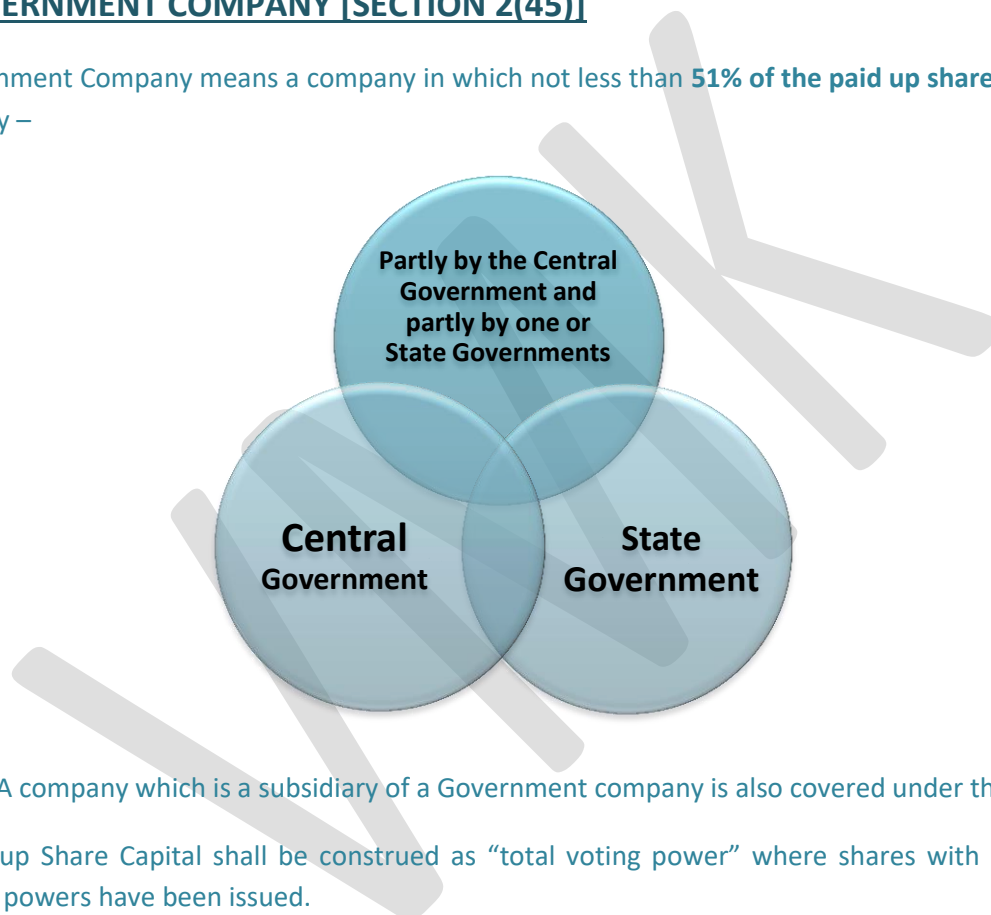 ERNMENT COMPANY [SECTION 2(45)]
nment Company means a company in which not less than 51% of the paid up share
y –
Partly by the Central
Government and
partly by one or
State Governments
Central
Government
State
Government
A company which is a subsidiary of a Government company is also covered under th
up Share Capital shall be construed as “total voting power” where shares with
powers have been issued.
VMK